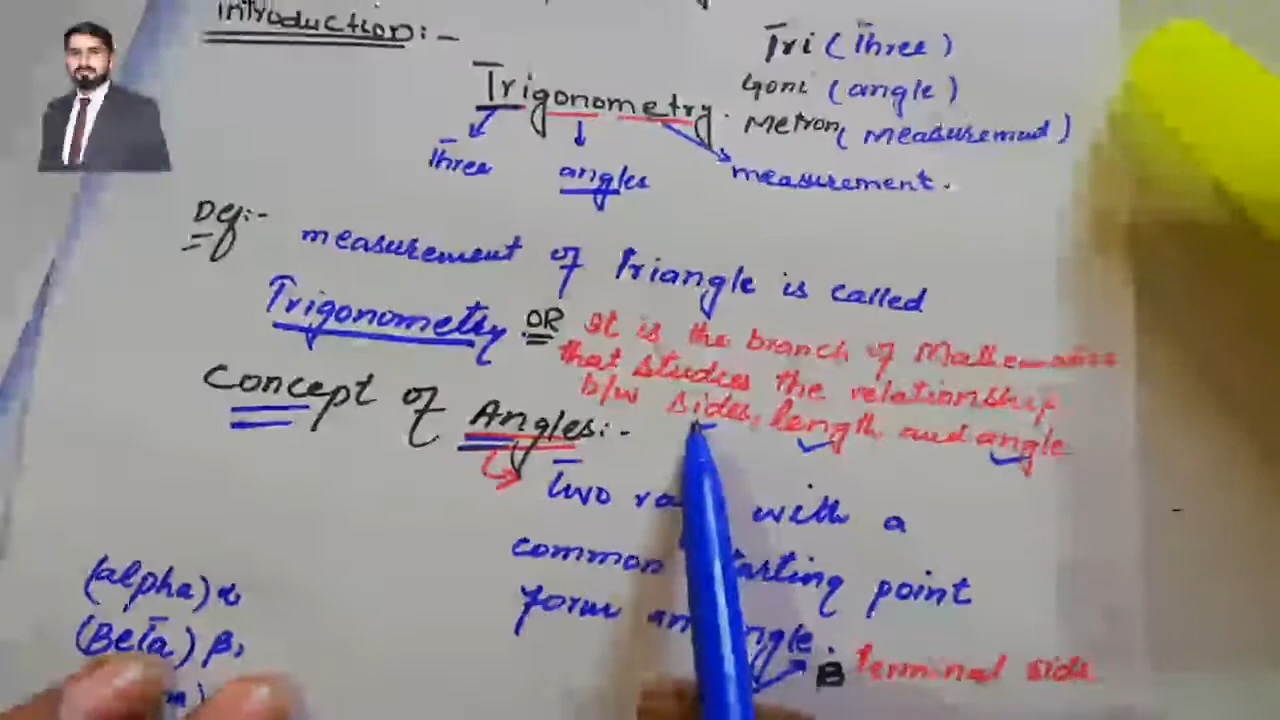 Introduction:-
Trigonometry.
Three angles measurement.
Tri (Three)
Goni (angle)
Metron (measurement)
Def:- measurement of Triangle is called
Trigonometry OR It is the branch of Mathematics
that studies the relationship
b/w sides, length and angle
Concept of Angles:-
Two with a
common point
form an
B terminal side
(alpha) α
(Beta) β,